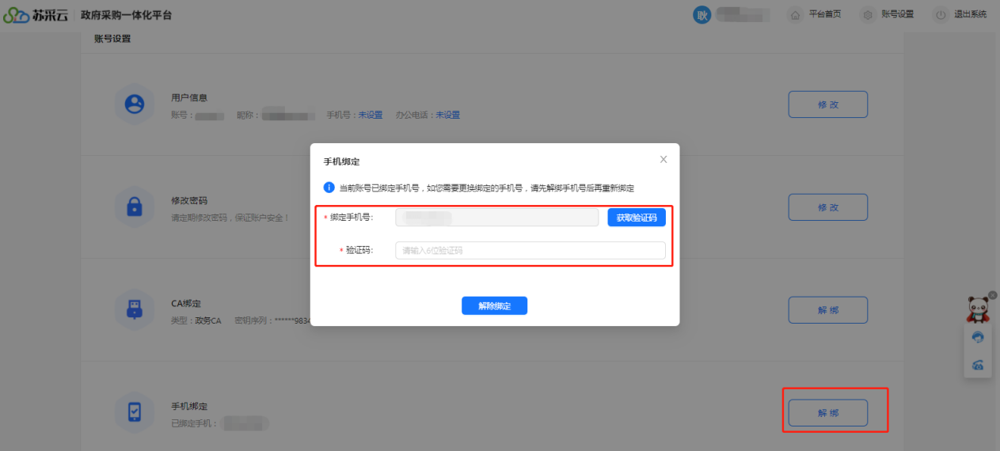 苏采云 政府采购一体化平台 耿 平台首页 账号设置 退出系统
账号设置
用户信息
账号： 昵称： 手机号：未设置 办公电话：未设置
修 改
手机绑定
当前账号已绑定手机号，如您需要更换绑定的手机号，请先解绑手机号后再重新绑定
* 绑定手机号： 获取验证码
* 验证码： 请输入6位验证码
解除绑定
修改密码
请定期修改密码，保证账户安全！
修 改
CA绑定
类型：政务CA 密钥序列：******9834
解 绑
手机绑定
已绑定手机：
解 绑